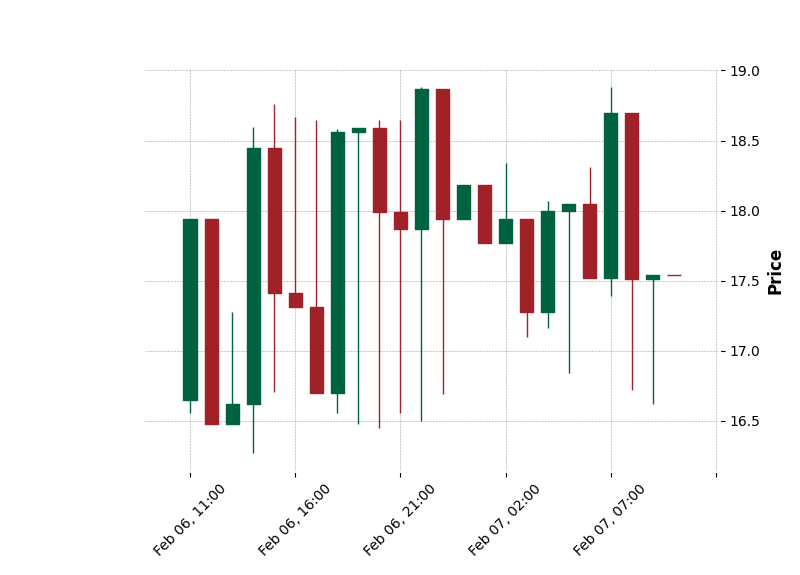 19.0
18.5
18.0
17.5
17.0
16.5
Price
Feb 06, 11:00
Feb 06, 16:00
Feb 06, 21:00
Feb 07, 02:00
Feb 07, 07:00